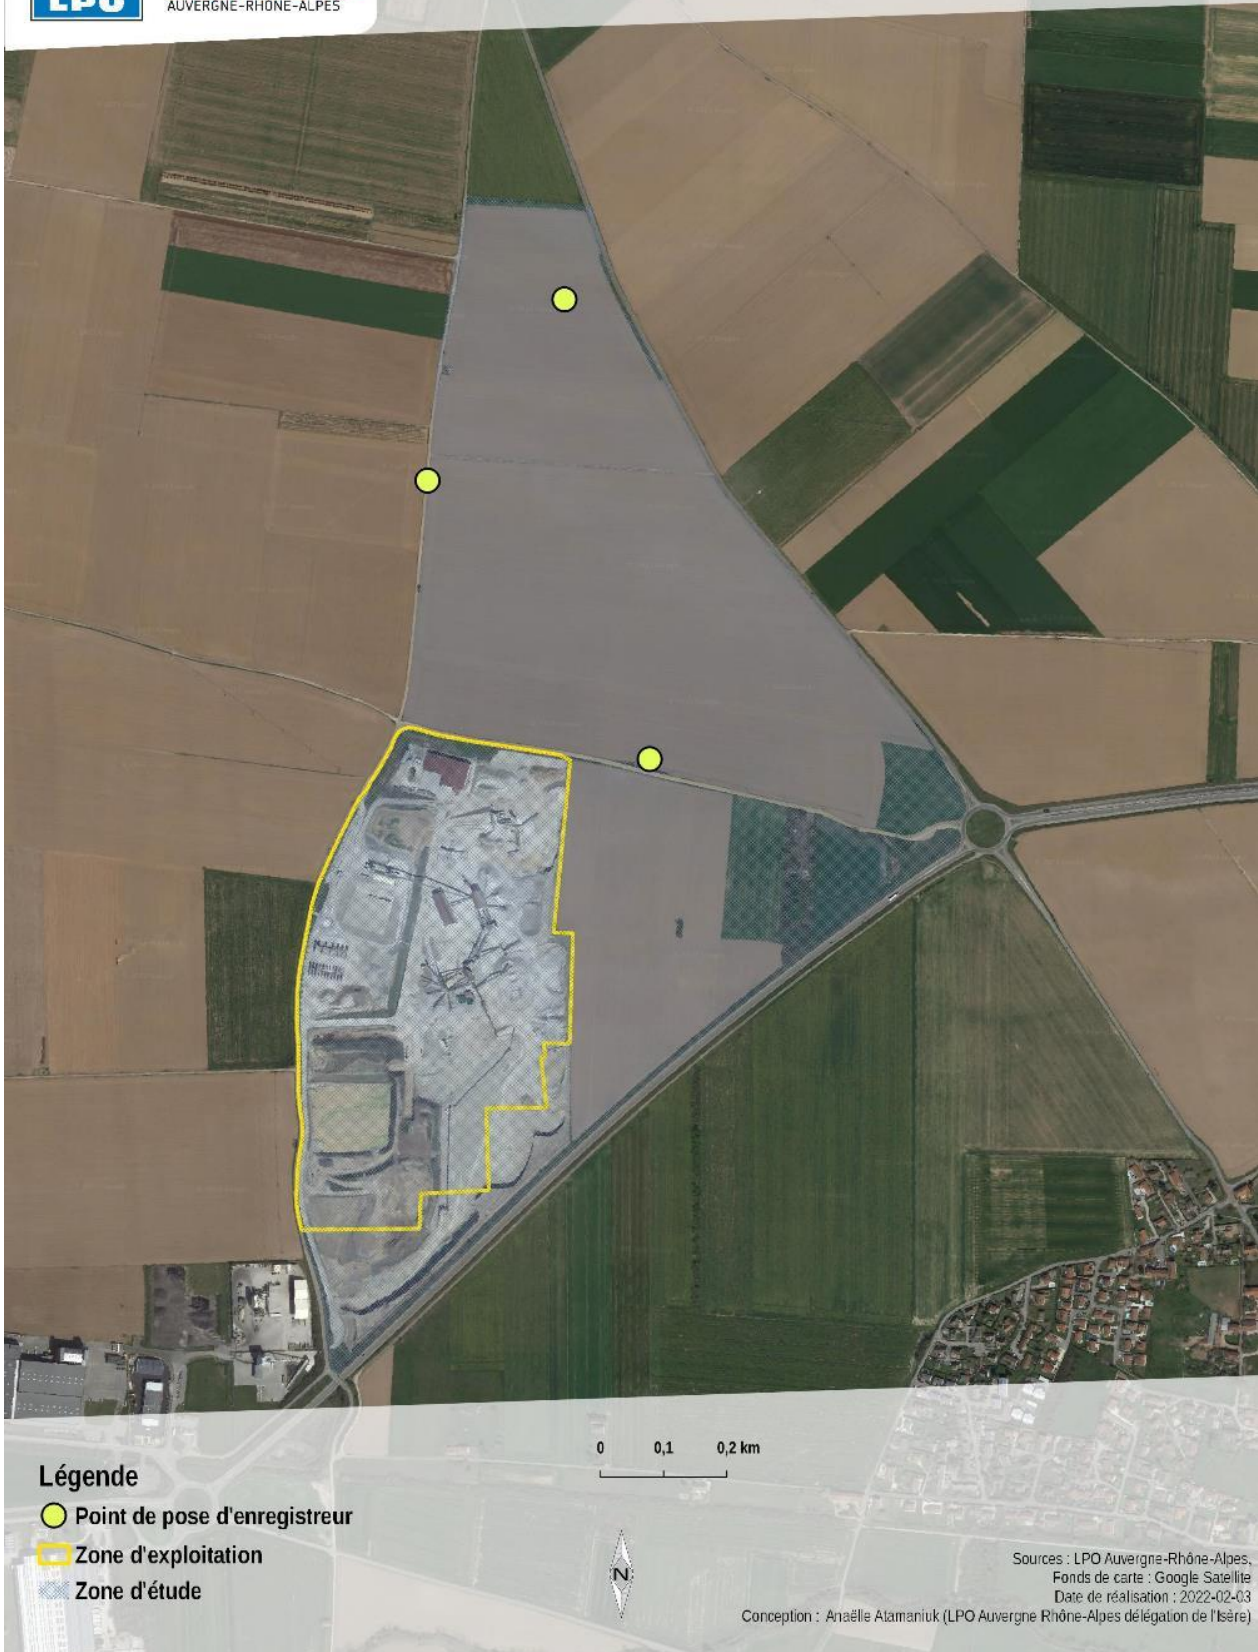 LPO
AUVERGNE-RHÔNE-ALPES
0 0,1 0,2 km
Légende
Point de pose d'enregistreur
Zone d'exploitation
Zone d'étude
N
Sources : LPO Auvergne-Rhône-Alpes,
Fonds de carte : Google Satellite
Date de réalisation : 2022-02-03
Conception : Anaëlle Atamaniuk (LPO Auvergne Rhône-Alpes délégation de l'Isère)